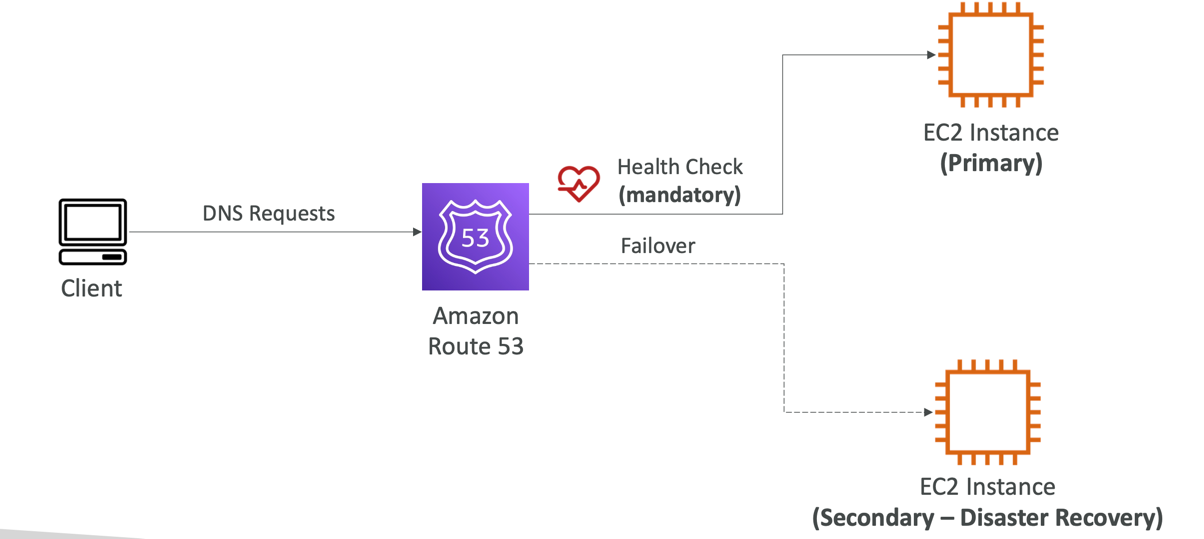 EC2 Instance
(Primary)
Health Check
(mandatory)
DNS Requests
53
Failover
Client
Amazon
Route 53
EC2 Instance
(Secondary – Disaster Recovery)